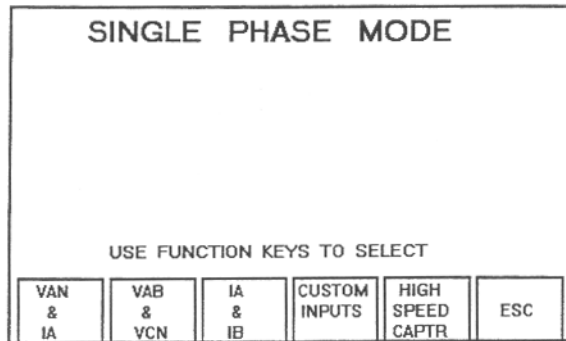 SINGLE PHASE MODE
USE FUNCTION KEYS TO SELECT
VAN
&
IA
VAB
&
VCN
IA
&
IB
CUSTOM
INPUTS
HIGH
SPEED
CAPTR
ESC